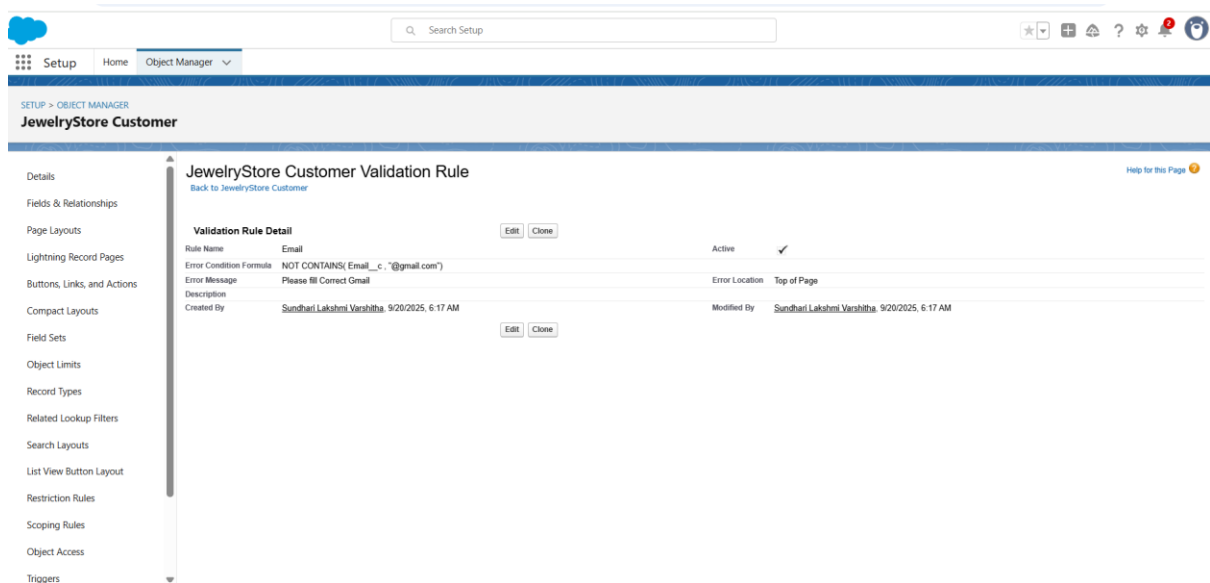 Search Setup
2
Setup
Home
Object Manager
SETUP > OBJECT MANAGER
JewelryStore Customer
Details
Fields & Relationships
Page Layouts
Lightning Record Pages
Buttons, Links, and Actions
Compact Layouts
Field Sets
Object Limits
Record Types
Related Lookup Filters
Search Layouts
List View Button Layout
Restriction Rules
Scoping Rules
Object Access
Triggers
JewelryStore Customer Validation Rule
Help for this Page
Back to JewelryStore Customer
Validation Rule Detail
Edit Clone
Rule Name Email Active
Error Condition Formula NOT CONTAINS( Email__c , "@gmail.com")
Error Message Please fill Correct Gmail Error Location Top of Page
Description
Created By Sundhari Lakshmi Varshitha, 9/20/2025, 6:17 AM Modified By Sundhari Lakshmi Varshitha, 9/20/2025, 6:17 AM
Edit Clone